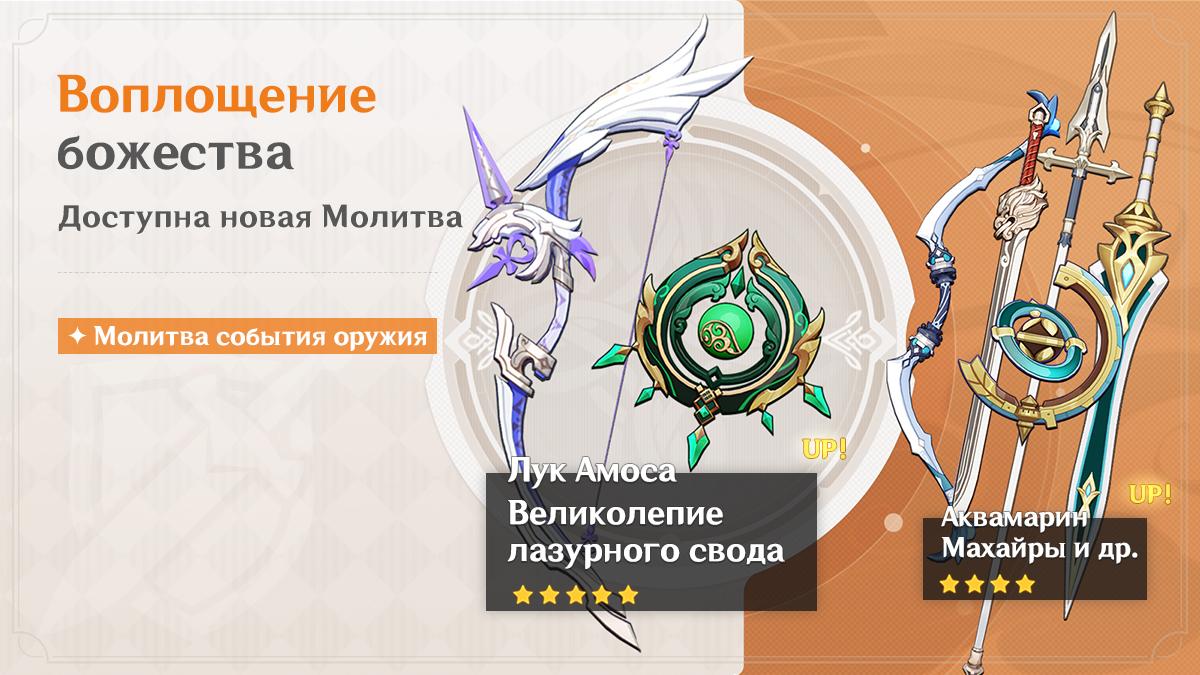 Воплощение
божества
Доступна новая Молитва
✦ Молитва события оружия
UP!
Лук Амоса
Великолепие
лазурного свода
UP!
Аквамарин
Махайры и др.